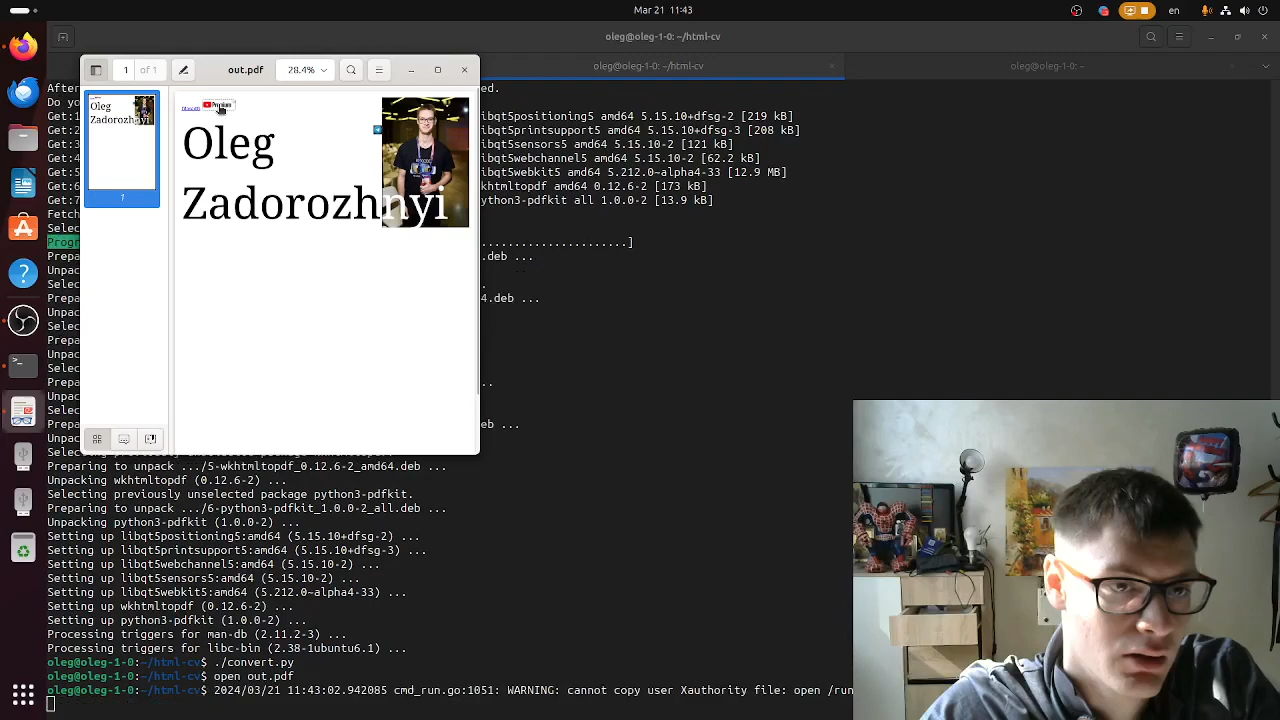 Mar 21 11:43
en
oleg@oleg-1-0: ~/html-cv
oleg@oleg-1-0: ~/html-cv
oleg@oleg-1-0: ~
1 of 1
out.pdf
28.4%
Oleg
Zadorozhnyi
1
Premium
Oleg
Zadorozhnyi
After
ed.
Do yo
Get:1
libqt5positioning5 amd64 5.15.10+dfsg-2 [219 kB]
Get:2
libqt5printsupport5 amd64 5.15.10+dfsg-3 [208 kB]
Get:3
libqt5sensors5 amd64 5.15.10-2 [121 kB]
Get:4
libqt5webchannel5 amd64 5.15.10-2 [62.2 kB]
Get:5
libqt5webkit5 amd64 5.212.0~alpha4-33 [12.9 MB]
Get:6
wkhtmltopdf amd64 0.12.6-2 [173 kB]
Get:7
python3-pdfkit all 1.0.0-2 [13.9 kB]
Fetch
Selec
Progr
......................]
Prepa
.deb ...
Unpac
Selec
.
Prepa
4.deb ...
Unpac
Selec
Prepa
Unpac
Selec
Prepa
..
Unpac
Selec
Prepa
eb ...
Unpac
Preparing to unpack .../5-wkhtmltopdf_0.12.6-2_amd64.deb ...
Unpacking wkhtmltopdf (0.12.6-2) ...
Selecting previously unselected package python3-pdfkit.
Preparing to unpack .../6-python3-pdfkit_1.0.0-2_all.deb ...
Unpacking python3-pdfkit (1.0.0-2) ...
Setting up libqt5positioning5:amd64 (5.15.10+dfsg-2) ...
Setting up libqt5printsupport5:amd64 (5.15.10+dfsg-3) ...
Setting up libqt5webchannel5:amd64 (5.15.10-2) ...
Setting up libqt5sensors5:amd64 (5.15.10-2) ...
Setting up libqt5webkit5:amd64 (5.212.0~alpha4-33) ...
Setting up wkhtmltopdf (0.12.6-2) ...
Setting up python3-pdfkit (1.0.0-2) ...
Processing triggers for man-db (2.11.2-3) ...
Processing triggers for libc-bin (2.38-1ubuntu6.1) ...
oleg@oleg-1-0:~/html-cv$ ./convert.py
oleg@oleg-1-0:~/html-cv$ open out.pdf
oleg@oleg-1-0:~/html-cv$ 2024/03/21 11:43:02.942085 cmd_run.go:1051: WARNING: cannot copy user Xauthority file: open /run